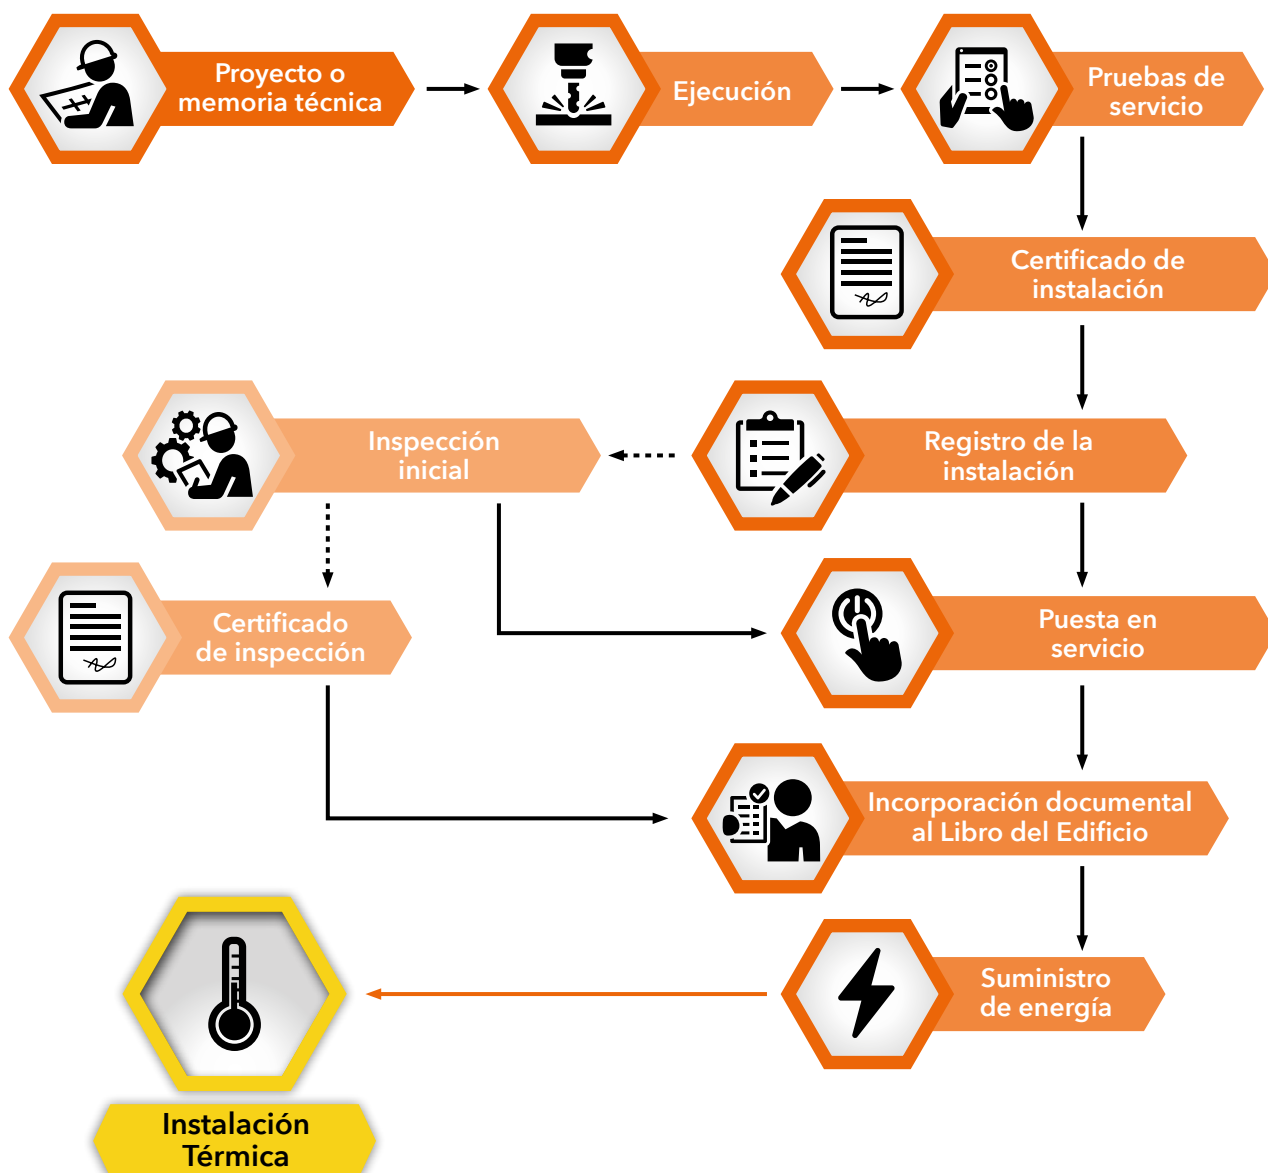 Proyecto o
memoria técnica
Ejecución
Pruebas de
servicio
Certificado de
instalación
Inspección
inicial
Registro de la
instalación
Certificado
de inspección
Puesta en
servicio
Incorporación documental
al Libro del Edificio
Suministro
de energía
Instalación
Térmica